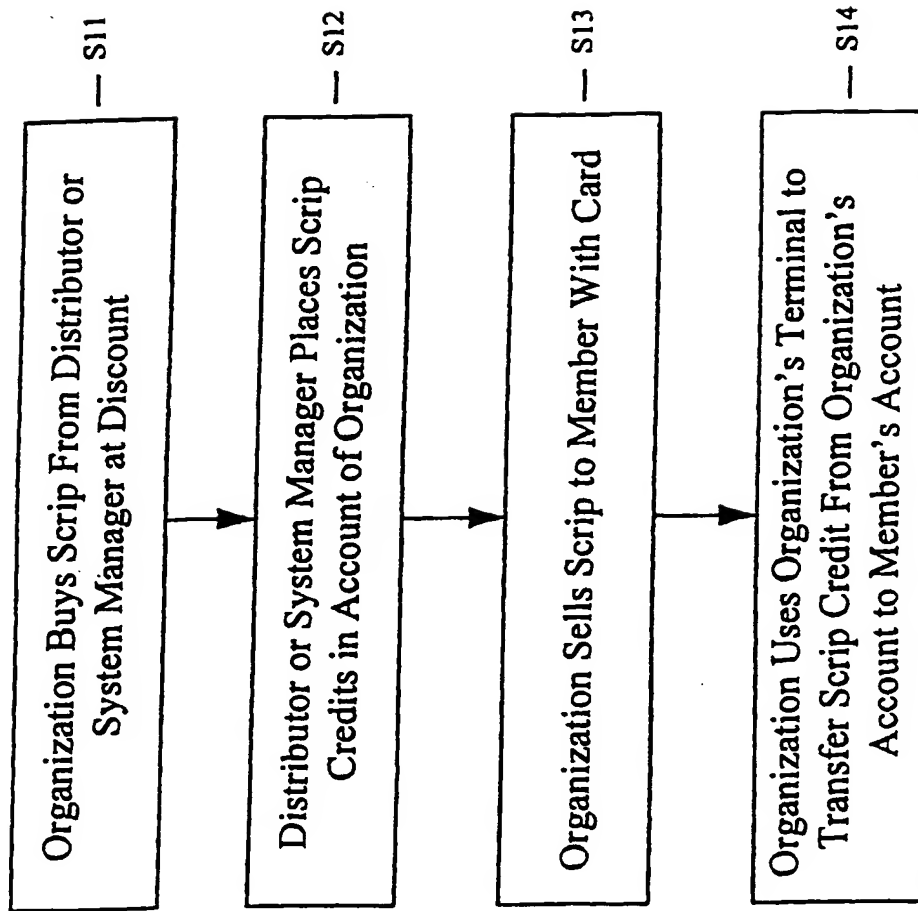 Organization Buys Scrip From Distributor or
System Manager at Discount
— S11
Distributor or System Manager Places Scrip
Credits in Account of Organization
— S12
Organization Sells Scrip to Member With Card
— S13
Organization Uses Organization's Terminal to
Transfer Scrip Credit From Organization's
Account to Member's Account
— S14